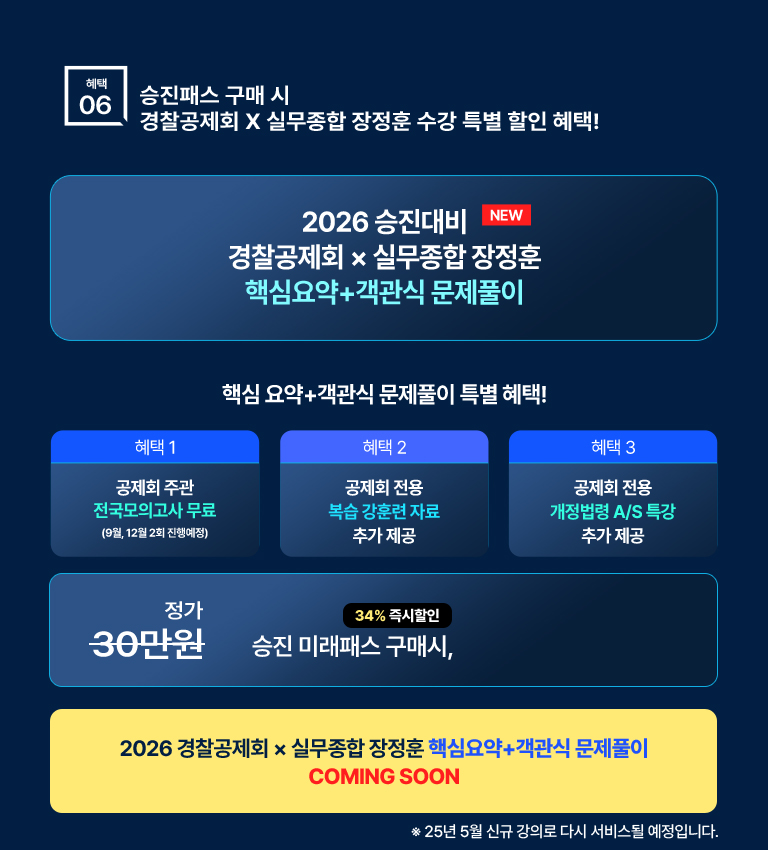 혜택
06
승진패스 구매 시
경찰공제회 X 실무종합 장정훈 수강 특별 할인 혜택!
2026 승진대비 NEW
경찰공제회 × 실무종합 장정훈
핵심요약+객관식 문제풀이
핵심 요약+객관식 문제풀이 특별 혜택!
혜택 1
공제회 주관
전국모의고사 무료
(9월, 12월 2회 진행예정)
혜택 2
공제회 전용
복습 강훈련 자료
추가 제공
혜택 3
공제회 전용
개정법령 A/S 특강
추가 제공
정가
30만원
34% 즉시할인
승진 미래패스 구매시,
2026 경찰공제회 × 실무종합 장정훈 핵심요약+객관식 문제풀이
COMING SOON
※ 25년 5월 신규 강의로 다시 서비스될 예정입니다.